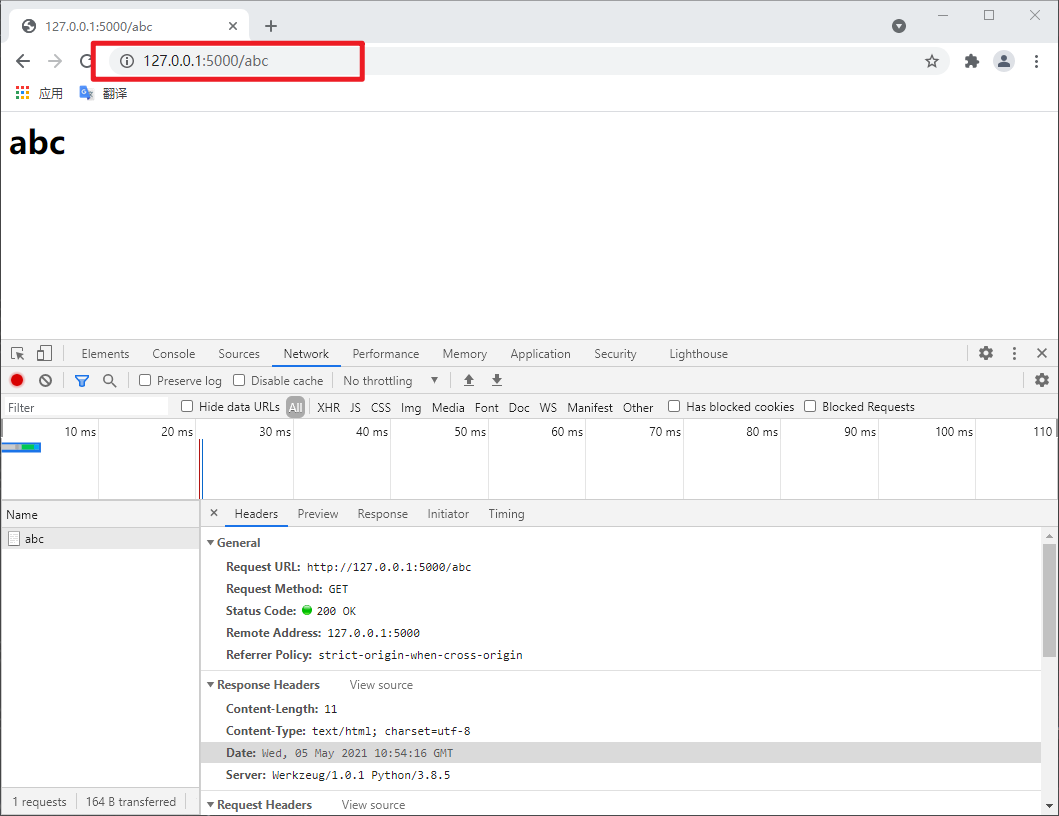 127.0.0.1:5000/abc
127.0.0.1:5000/abc
应用 翻译
abc
Elements Console Sources Network Performance Memory Application Security Lighthouse
Preserve log Disable cache No throttling
Filter Hide data URLs All XHR JS CSS Img Media Font Doc WS Manifest Other Has blocked cookies Blocked Requests
10 ms 20 ms 30 ms 40 ms 50 ms 60 ms 70 ms 80 ms 90 ms 100 ms 110
Name
abc
1 requests 164 B transferred
Headers Preview Response Initiator Timing
General
Request URL: http://127.0.0.1:5000/abc
Request Method: GET
Status Code: 200 OK
Remote Address: 127.0.0.1:5000
Referrer Policy: strict-origin-when-cross-origin
Response Headers View source
Content-Length: 11
Content-Type: text/html; charset=utf-8
Date: Wed, 05 May 2021 10:54:16 GMT
Server: Werkzeug/1.0.1 Python/3.8.5
Request Headers View source